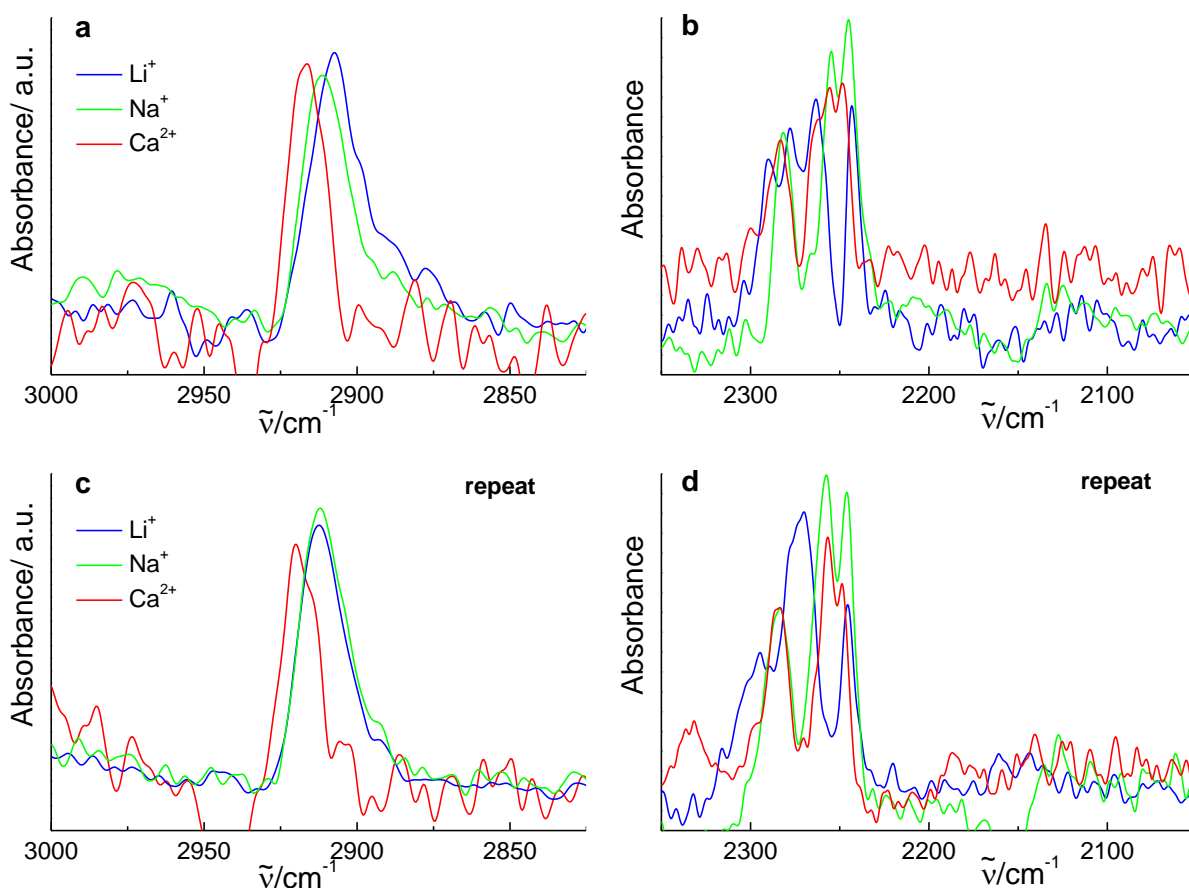 a
Li⁺
Na⁺
Ca²⁺
Absorbance/ a.u.
3000 2950 2900 2850
ṽ/cm⁻¹
b
Absorbance
2300 2200 2100
ṽ/cm⁻¹
c repeat
Li⁺
Na⁺
Ca²⁺
Absorbance/ a.u.
3000 2950 2900 2850
ṽ/cm⁻¹
d repeat
Absorbance
2300 2200 2100
ṽ/cm⁻¹